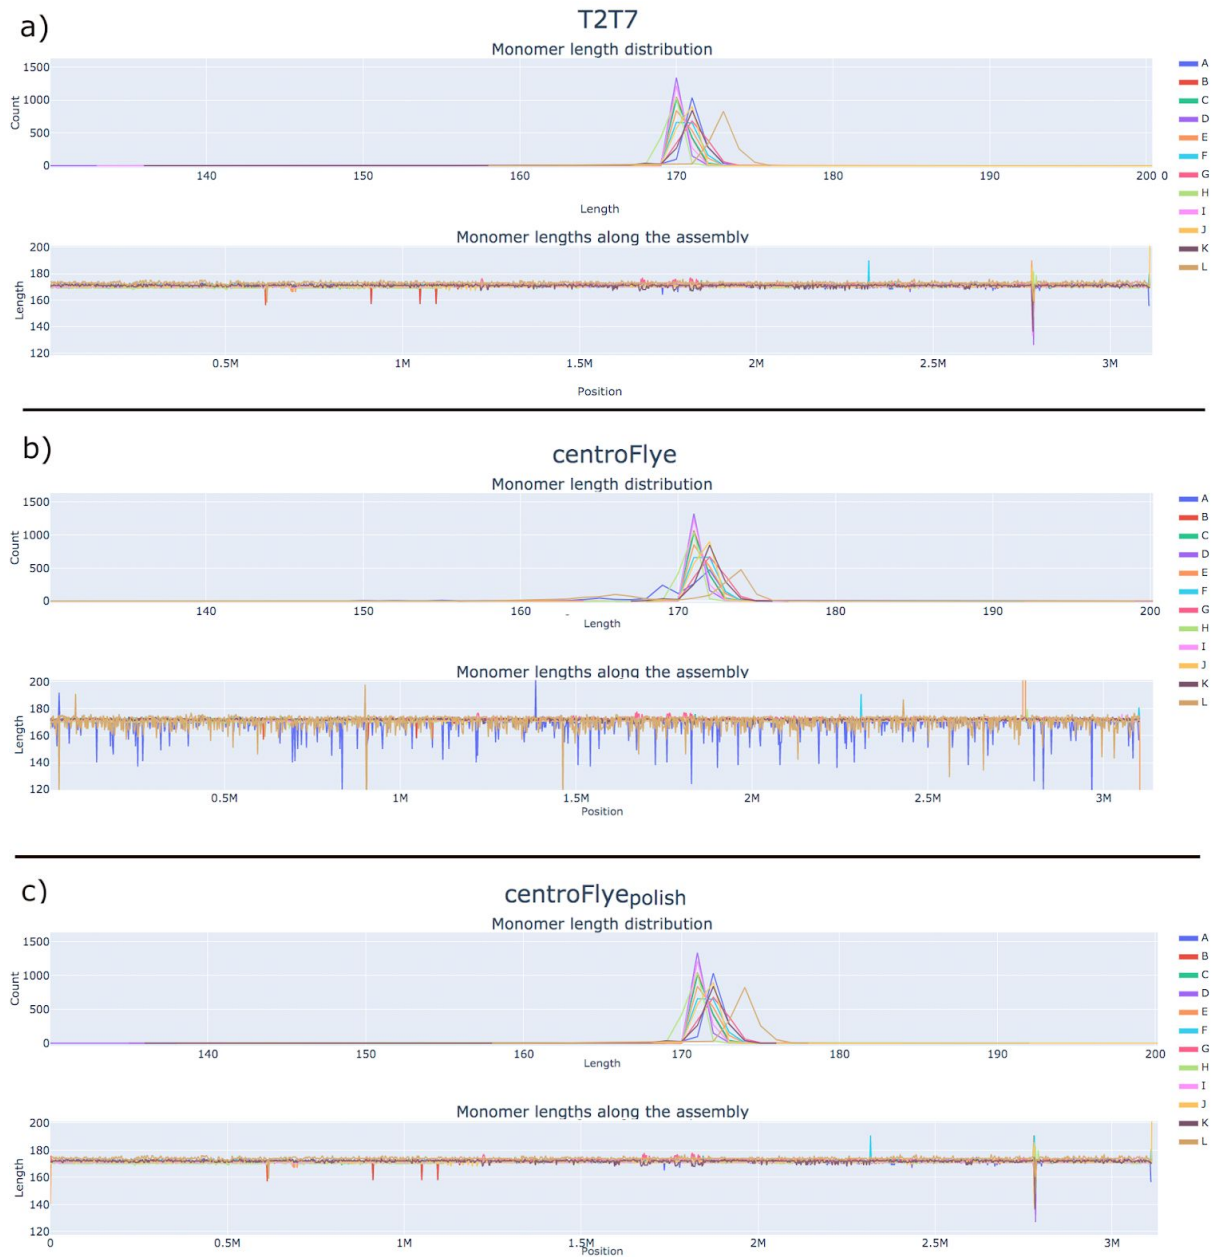 a)
T2T7
Monomer length distribution
1500
1000
500
0
Count
140
150
160
170
180
190
200 0
Length
A
B
C
D
E
F
G
H
I
J
K
L
Monomer lengths along the assembly
200
180
160
140
120
Length
0.5M
1M
1.5M
2M
2.5M
3M
Position
b)
centroFlye
Monomer length distribution
1500
1000
500
0
Count
140
150
160
170
180
190
200
Length
A
B
C
D
E
F
G
H
I
J
K
L
Monomer lengths along the assembly
200
180
160
140
120
Length
0.5M
1M
1.5M
2M
2.5M
3M
Position
c)
centroFlyepolish
Monomer length distribution
1500
1000
500
0
Count
140
150
160
170
180
190
200
Length
A
B
C
D
E
F
G
H
I
J
K
L
Monomer lengths along the assembly
200
180
160
140
120
Length
0
0.5M
1M
1.5M
2M
2.5M
3M
Position